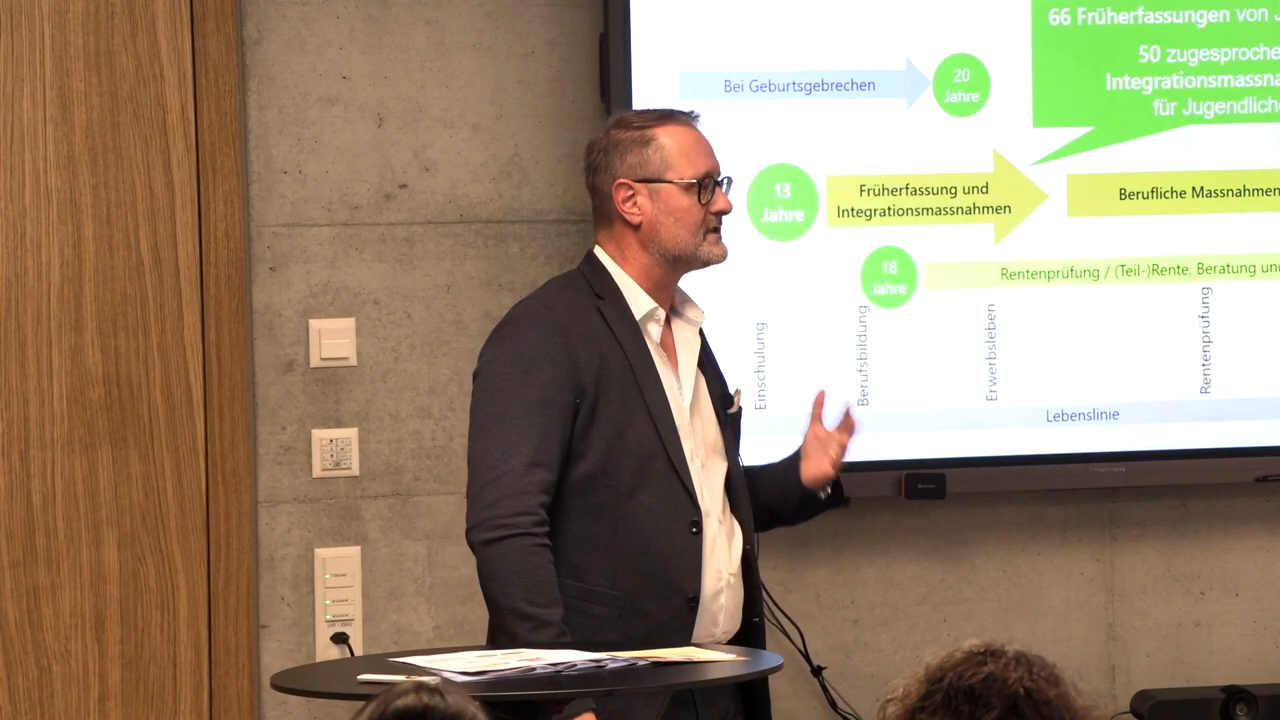 66 Früherfassungen von
50 zugesproche
Integrationsmassna
für Jugendliche
Bei Geburtsgebrechen
20
Jahre
13
Jahre
Früherfassung und
Integrationsmassnahmen
Berufliche Massnahmen
18
Jahre
Rentenprüfung / (Teil-)Rente, Beratung und
Einschulung
Berufsbildung
Erwerbsleben
Rentenprüfung
Lebenslinie